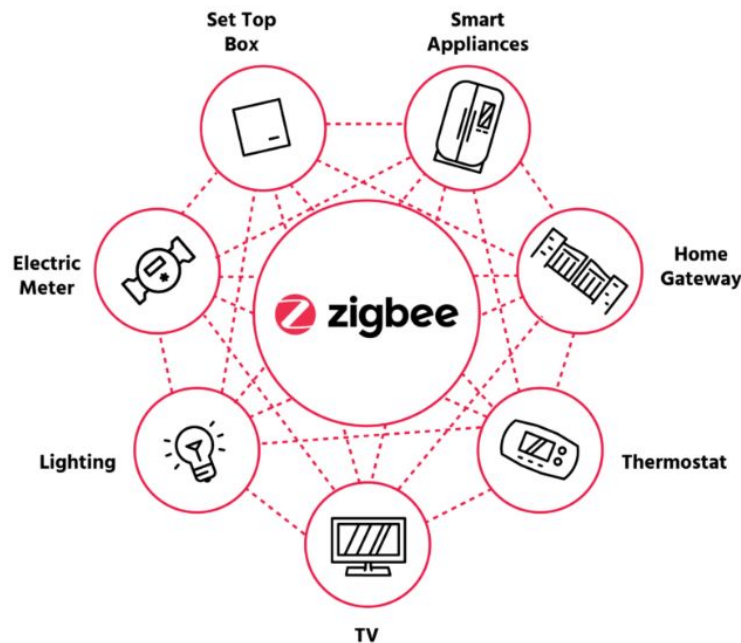 Set Top
Box
Smart
Appliances
Electric
Meter
zigbee
Home
Gateway
Lighting
Thermostat
TV